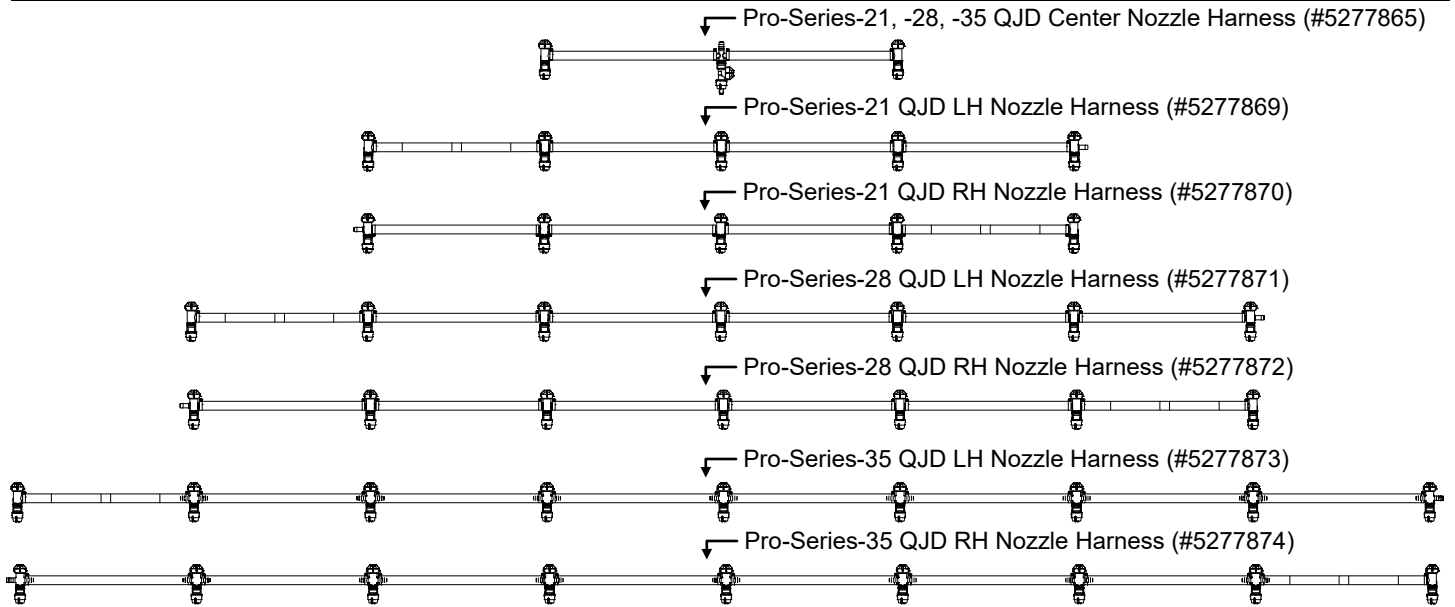 Pro-Series-21, -28, -35 QJD Center Nozzle Harness (#5277865)
Pro-Series-21 QJD LH Nozzle Harness (#5277869)
Pro-Series-21 QJD RH Nozzle Harness (#5277870)
Pro-Series-28 QJD LH Nozzle Harness (#5277871)
Pro-Series-28 QJD RH Nozzle Harness (#5277872)
Pro-Series-35 QJD LH Nozzle Harness (#5277873)
Pro-Series-35 QJD RH Nozzle Harness (#5277874)